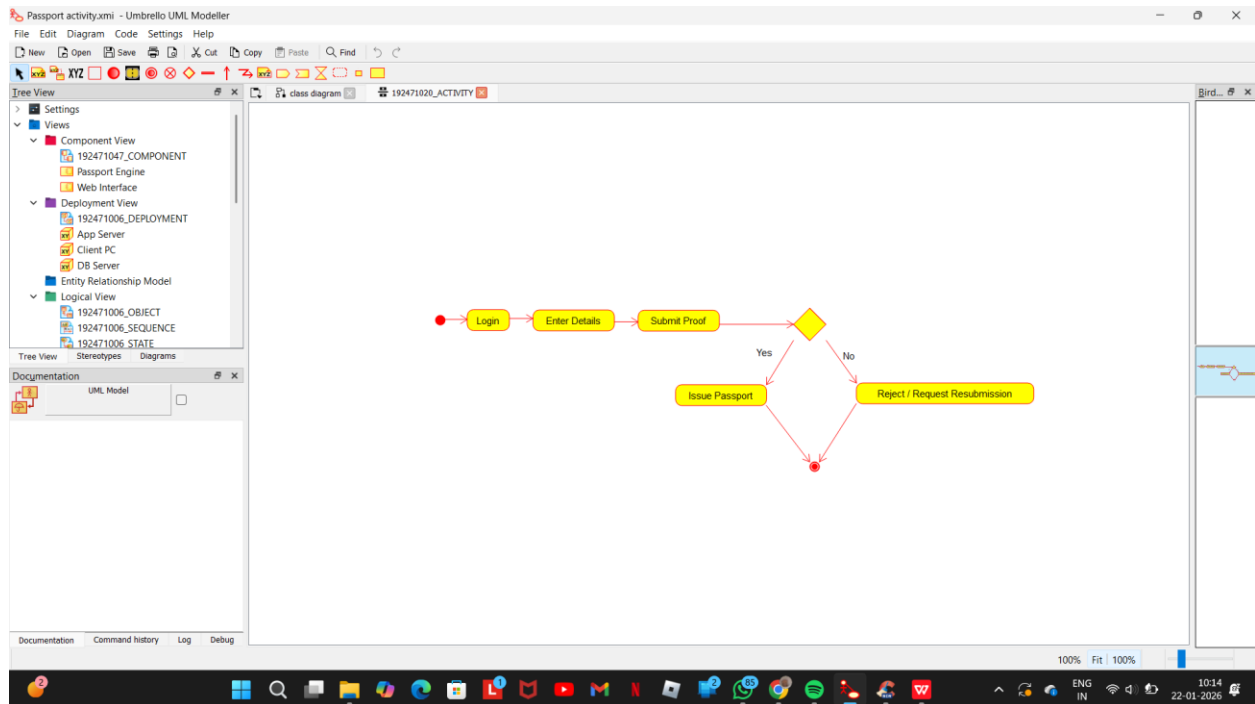 Passport activity.xmi - Umbrello UML Modeller
File Edit Diagram Code Settings Help
New Open Save Cut Copy Paste Find
XYZ
Tree View
class diagram
192471020_ACTIVITY
Bird...
Settings
Views
Component View
192471047_COMPONENT
Passport Engine
Web Interface
Deployment View
192471006_DEPLOYMENT
App Server
Client PC
DB Server
Entity Relationship Model
Logical View
192471006_OBJECT
192471006_SEQUENCE
192471006_STATE
Tree View Stereotypes Diagrams
Documentation
UML Model
Login
Enter Details
Submit Proof
Yes
No
Issue Passport
Reject / Request Resubmission
Documentation Command history Log Debug
100% Fit 100%
2
1
2
85
ENG
IN
10:14
22-01-2026